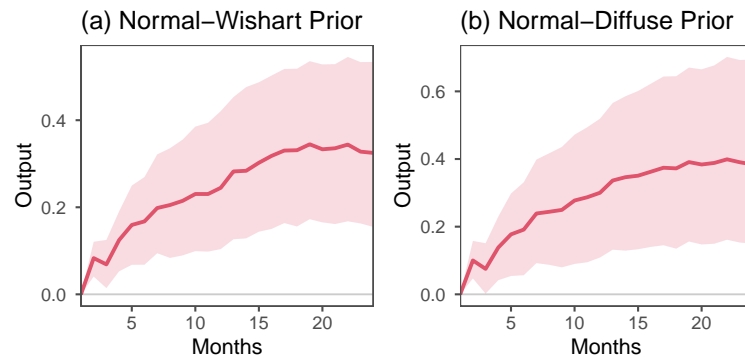 (a) Normal−Wishart Prior
(b) Normal−Diffuse Prior
Output
0.4
0.2
0.0
5 10 15 20
Months
Output
0.6
0.4
0.2
0.0
5 10 15 20
Months